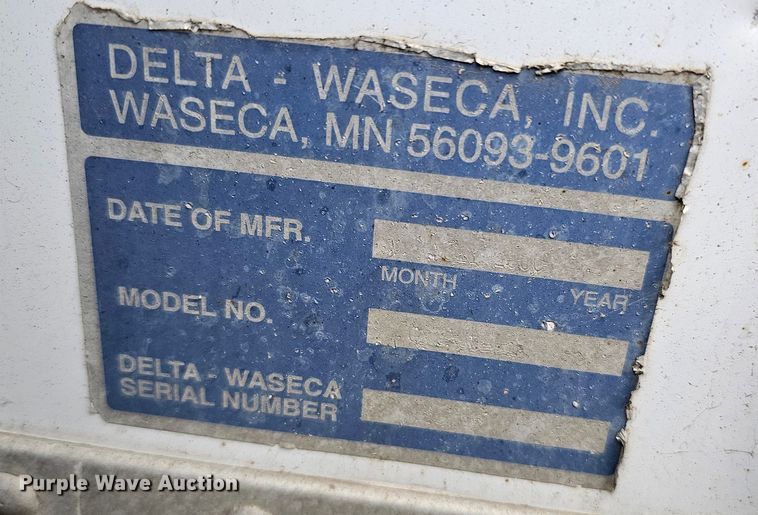 DELTA - WASECA, INC.
WASECA, MN 56093-9601
DATE OF MFR.
MONTH YEAR
MODEL NO.
DELTA - WASECA
SERIAL NUMBER
Purple Wave Auction